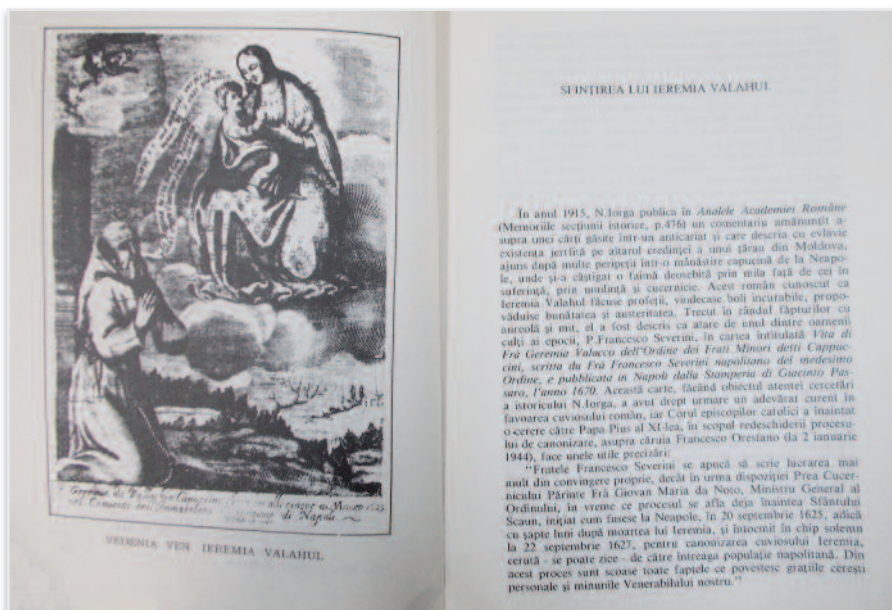 VEDENIA VEN IEREMIA VALAHUL
SFINȚIREA LUI IEREMIA VALAHUL
În anul 1915, N.Iorga publica în Analele Academiei Române
(Memoriile secțiunii istorice, p.476) un comentariu amănunțit a-
supra unei cărți găsite într-un anticariat și care descria cu evlavie
existența jertfită pe altarul credinței a unui țăran din Moldova,
ajuns după multe peripeții într-o mănăstire capucină de la Neapo-
le, unde și-a câștigat o faimă deosebită prin mila față de cei în
suferință, prin umilință și cucernicie. Acest român cunoscut ca
Ieremia Valahul făcuse profeții, vindecase boli incurabile, propo-
văduise bunătatea și austeritatea. Trecut în rândul făpturilor cu
aureolă și mit, el a fost descris ca atare de unul dintre oamenii
culți ai epocii, P.Francesco Severini, în cartea intitulată Vita di
Frà Geremia Valacco dell'Ordine dei Frati Minori detti Cappuc-
cini, scritta da Frà Francesco Severini napolitano del medesimo
Ordine, e pubblicata in Napoli dalla Stamperia di Giacinto Pas-
saro, l'anno 1670. Această carte, făcând obiectul atentei cercetări
a istoricului N.Iorga, a avut drept urmare un adevărat curent în
favoarea cuviosului român, iar Corul episcopilor catolici a înaintat
o cerere către Papa Pius al XI-lea, în scopul redeschiderii procesu-
lui de canonizare, asupra căruia Francesco Orestano (la 2 ianuarie
1944), face unele utile precizări:
"Fratele Francesco Severini se apucă să scrie lucrarea mai
mult din convingere proprie, decât în urma dispoziției Prea Cucer-
nicului Părinte Frà Giovan Maria da Noto, Ministru General al
Ordinului, în vreme ce procesul se afla deja înaintea Sfântului
Scaun, inițiat cum fusese la Neapole, în 20 septembrie 1625, adică
cu șapte luni după moartea lui Ieremia, și întocmit în chip solemn
la 22 septembrie 1627, pentru canonizarea cuviosului Ieremia,
cerută - se poate zice - de către întreaga populație napolitană. Din
acest proces sunt scoase toate faptele ce povestesc grațiile cerești
personale și minunile Venerabilului nostru."